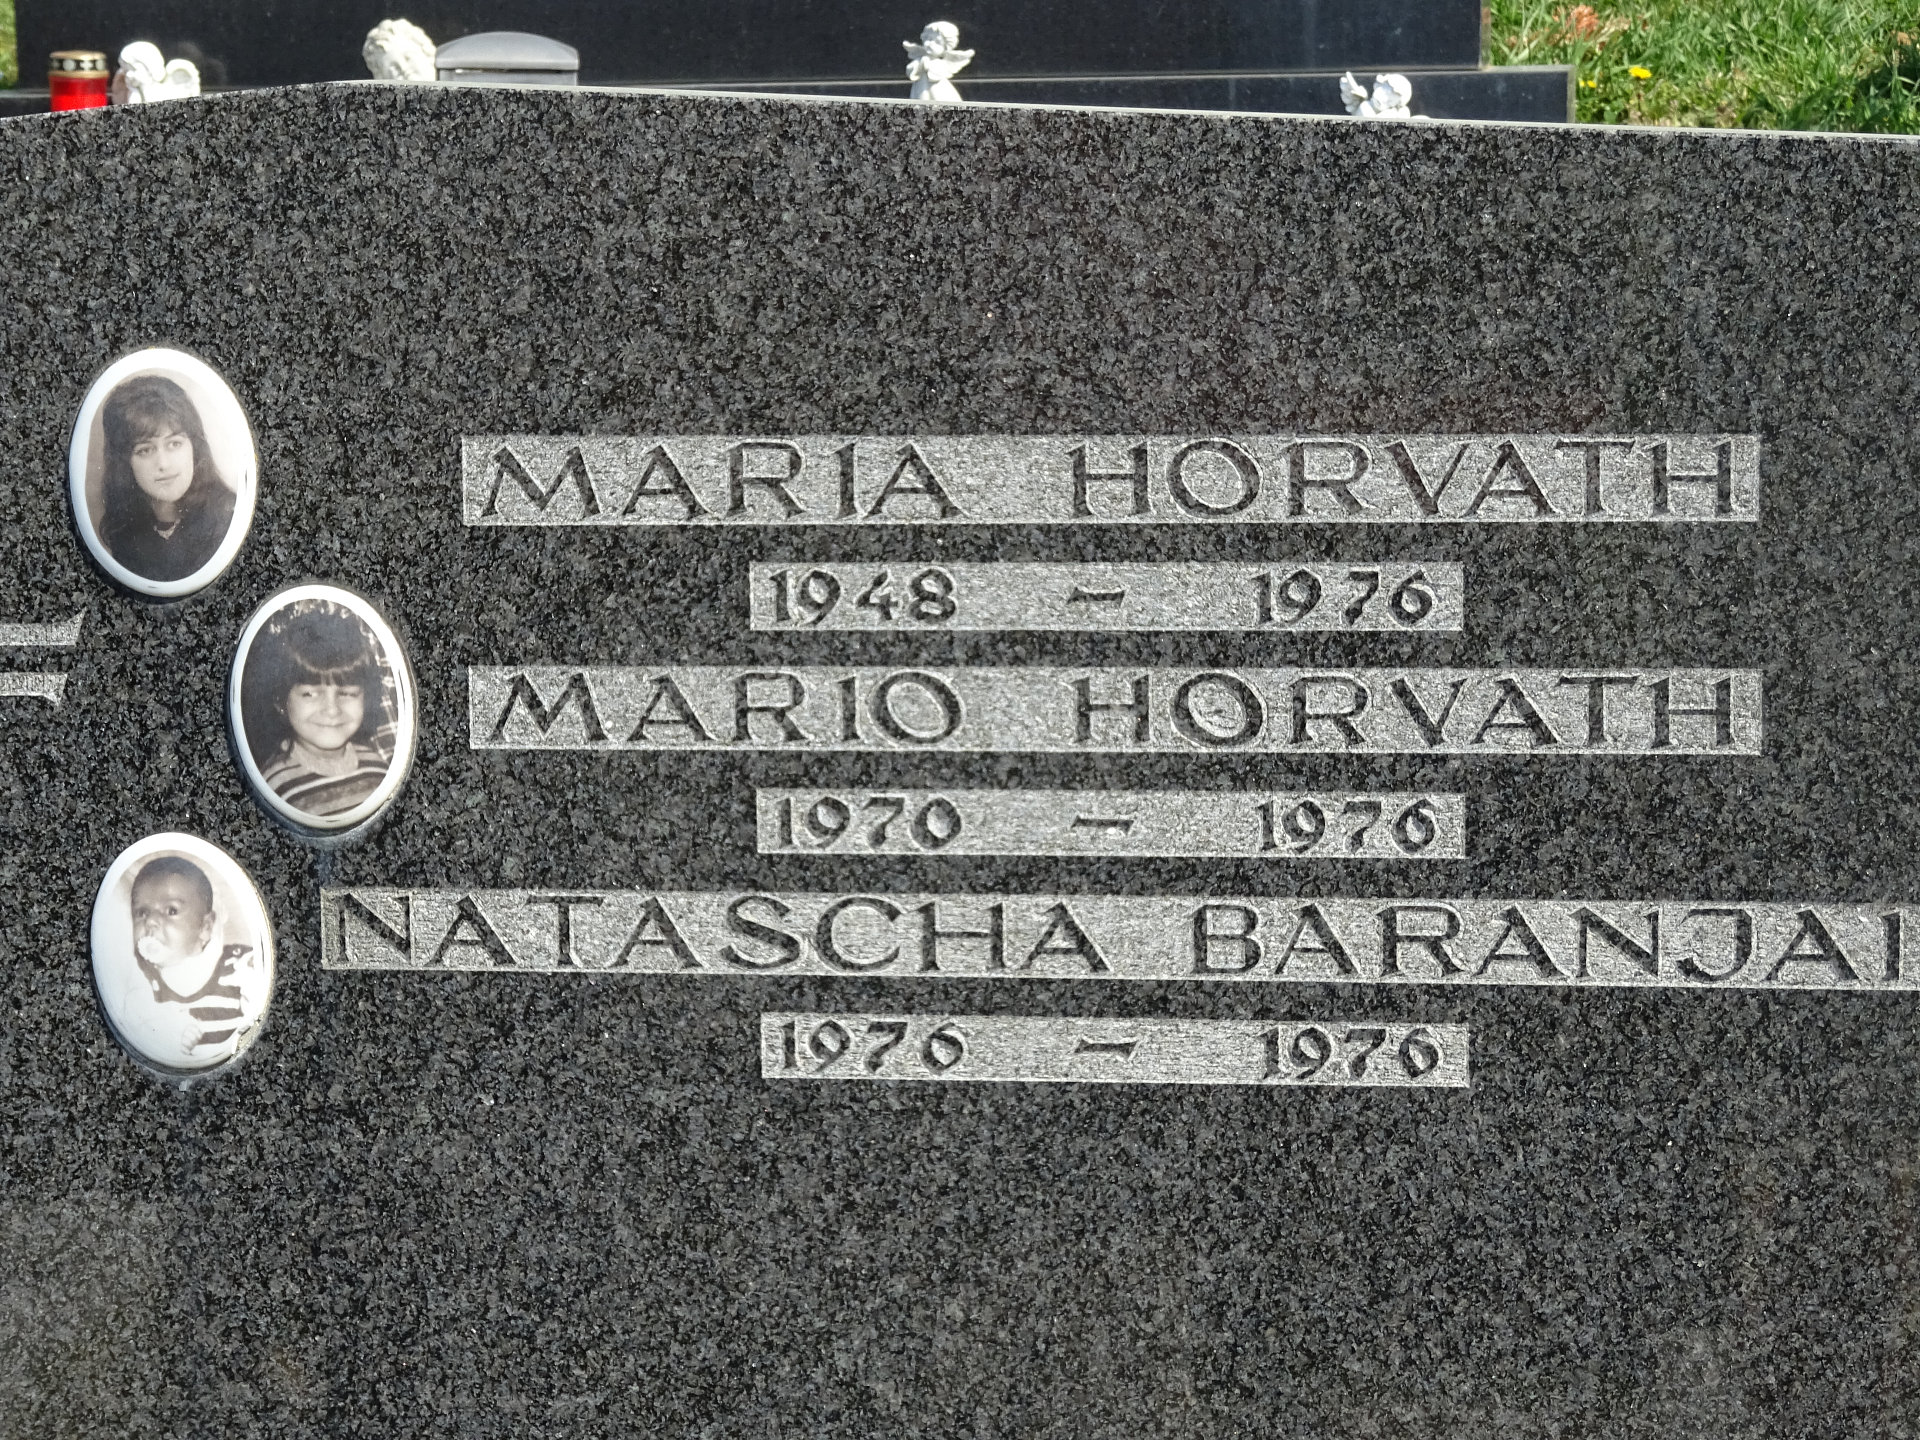 MARIA HORVATH
1948 – 1976
MARIO HORVATH
1970 – 1976
NATASCHA BARANJAI
1976 – 1976